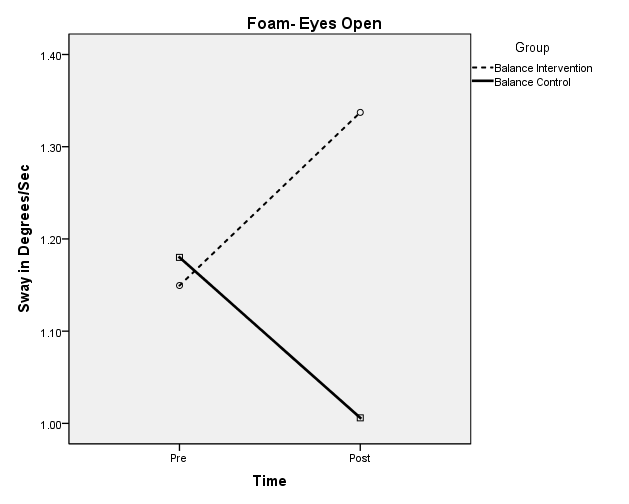 Foam- Eyes Open
Group
Balance Intervention
Balance Control
Sway in Degrees/Sec
1.40
1.30
1.20
1.10
1.00
Pre
Post
Time